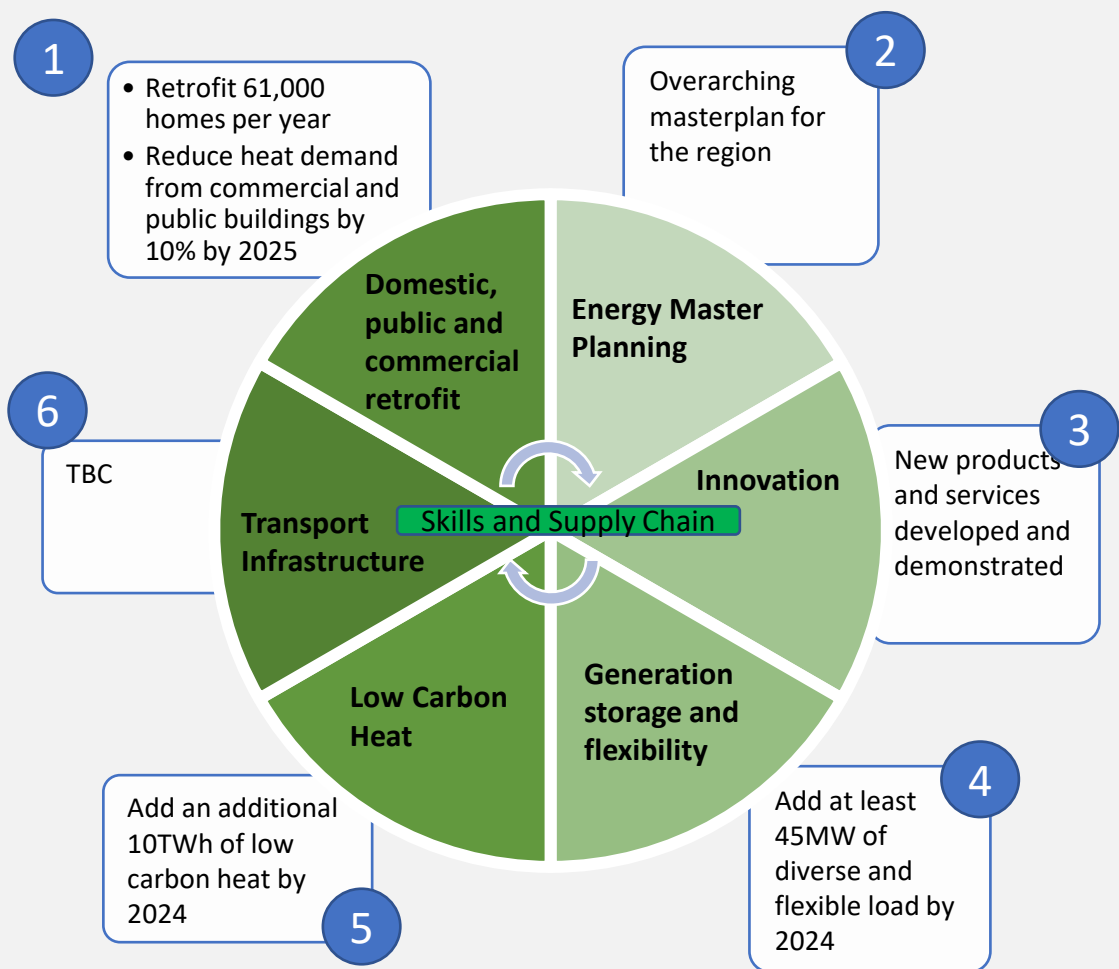 1
• Retrofit 61,000
homes per year
• Reduce heat demand
from commercial and
public buildings by
10% by 2025
2
Overarching
masterplan for
the region
Domestic,
public and
commercial
retrofit
Energy Master
Planning
6
TBC
Transport
Infrastructure
Skills and Supply Chain
Innovation
3
New products
and services
developed and
demonstrated
Low Carbon
Heat
Generation
storage and
flexibility
Add an additional
10TWh of low
carbon heat by
2024
5
4
Add at least
45MW of
diverse and
flexible load by
2024